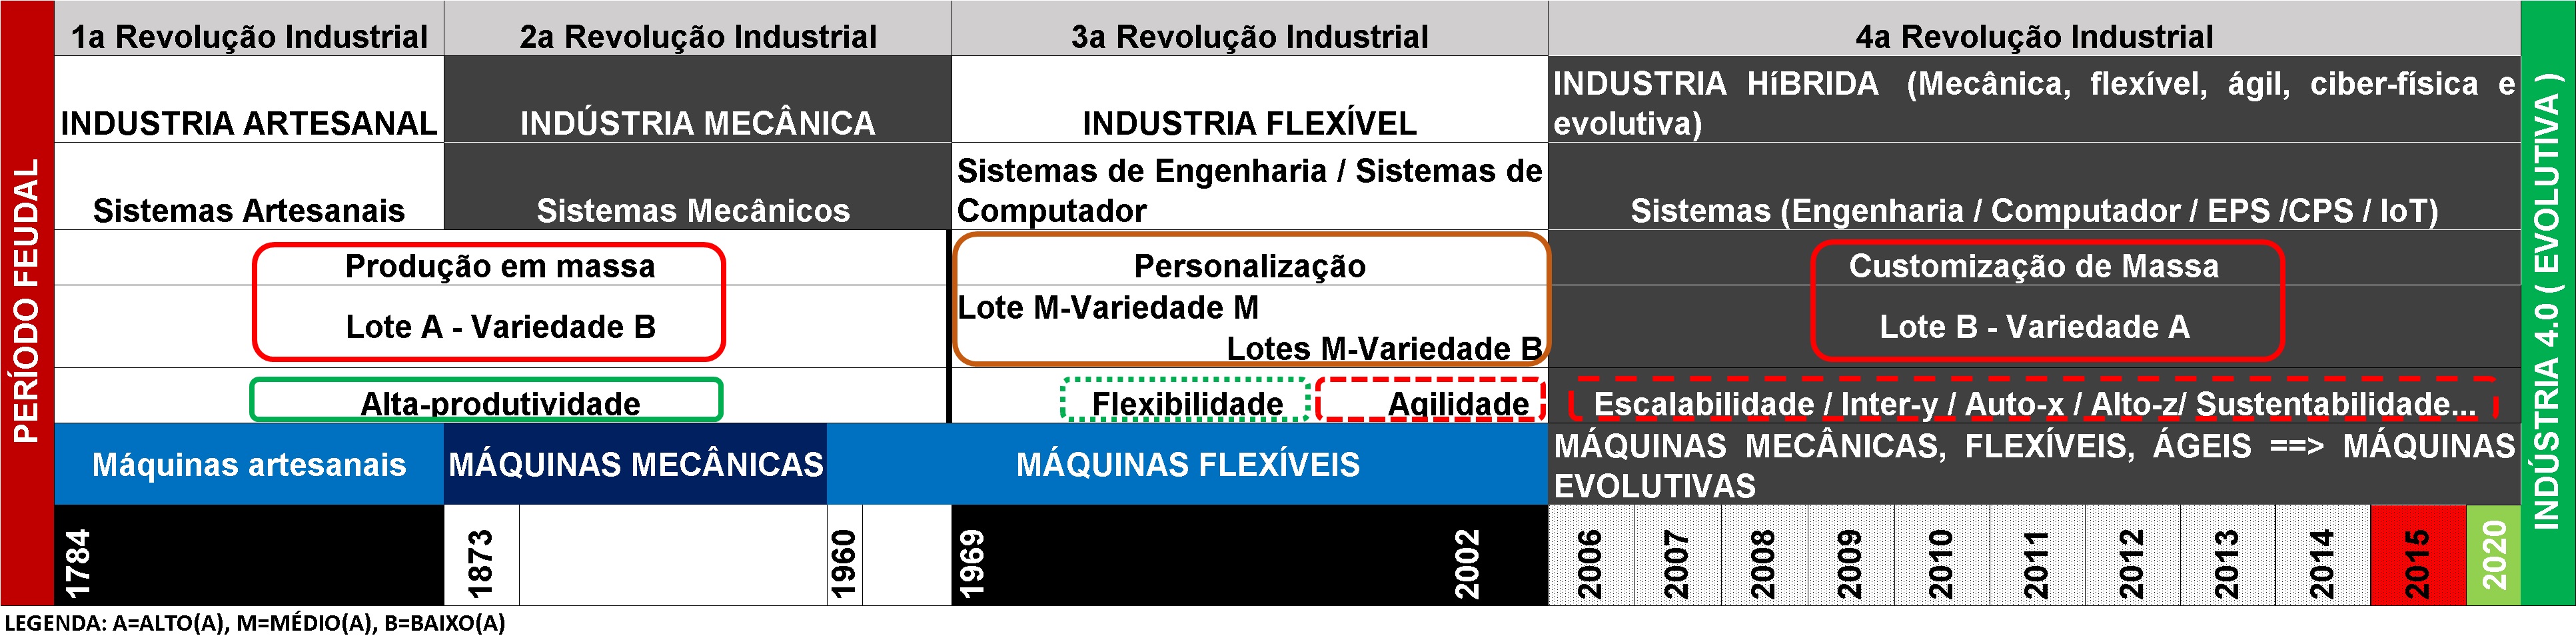 PERÍODO FEUDAL
1a Revolução Industrial
2a Revolução Industrial
3a Revolução Industrial
4a Revolução Industrial
INDUSTRIA ARTESANAL
INDÚSTRIA MECÂNICA
INDUSTRIA FLEXÍVEL
INDUSTRIA HíBRIDA (Mecânica, flexível, ágil, ciber-física e
evolutiva)
Sistemas Artesanais
Sistemas Mecânicos
Sistemas de Engenharia / Sistemas de
Computador
Sistemas (Engenharia / Computador / EPS /CPS / IoT)
Produção em massa
Personalização
Customização de Massa
Lote A - Variedade B
Lote M-Variedade M
Lotes M-Variedade B
Lote B - Variedade A
Alta-produtividade
Flexibilidade
Agilidade
Escalabilidade / Inter-y / Auto-x / Alto-z/ Sustentabilidade...
Máquinas artesanais
MÁQUINAS MECÂNICAS
MÁQUINAS FLEXÍVEIS
MÁQUINAS MECÂNICAS, FLEXÍVEIS, ÁGEIS ==> MÁQUINAS
EVOLUTIVAS
1784
1873
1960
1969
2002
2006
2007
2008
2009
2010
2011
2012
2013
2014
2015
2020
INDÚSTRIA 4.0 ( EVOLUTIVA )
LEGENDA: A=ALTO(A), M=MÉDIO(A), B=BAIXO(A)